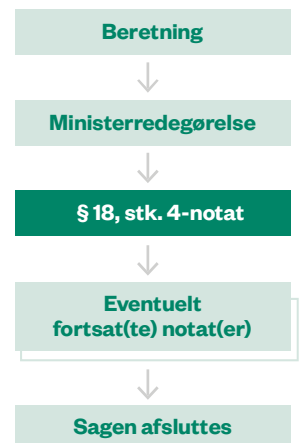 Beretning
Ministerredegørelse
§ 18, stk. 4-notat
Eventuelt
fortsat(te) notat(er)
Sagen afsluttes